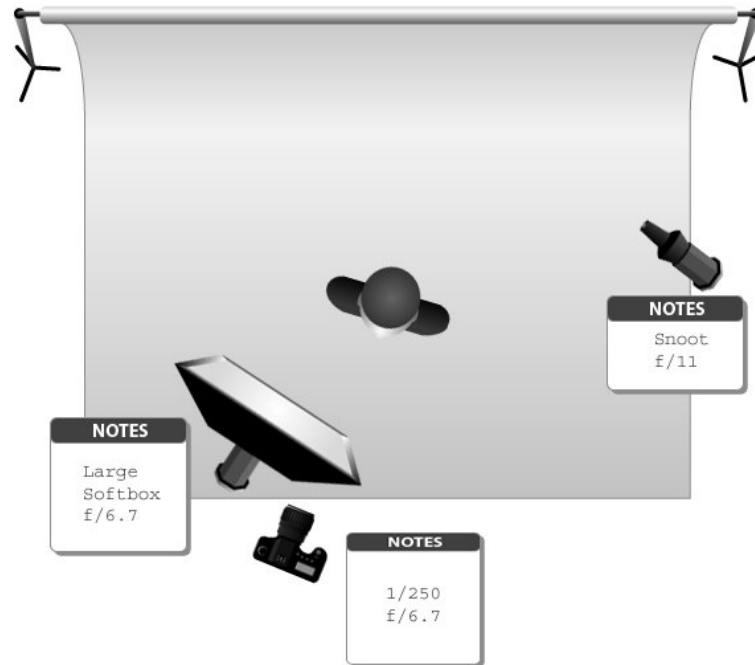 NOTES
Snoot
f/11
NOTES
Large
Softbox
f/6.7
NOTES
1/250
f/6.7